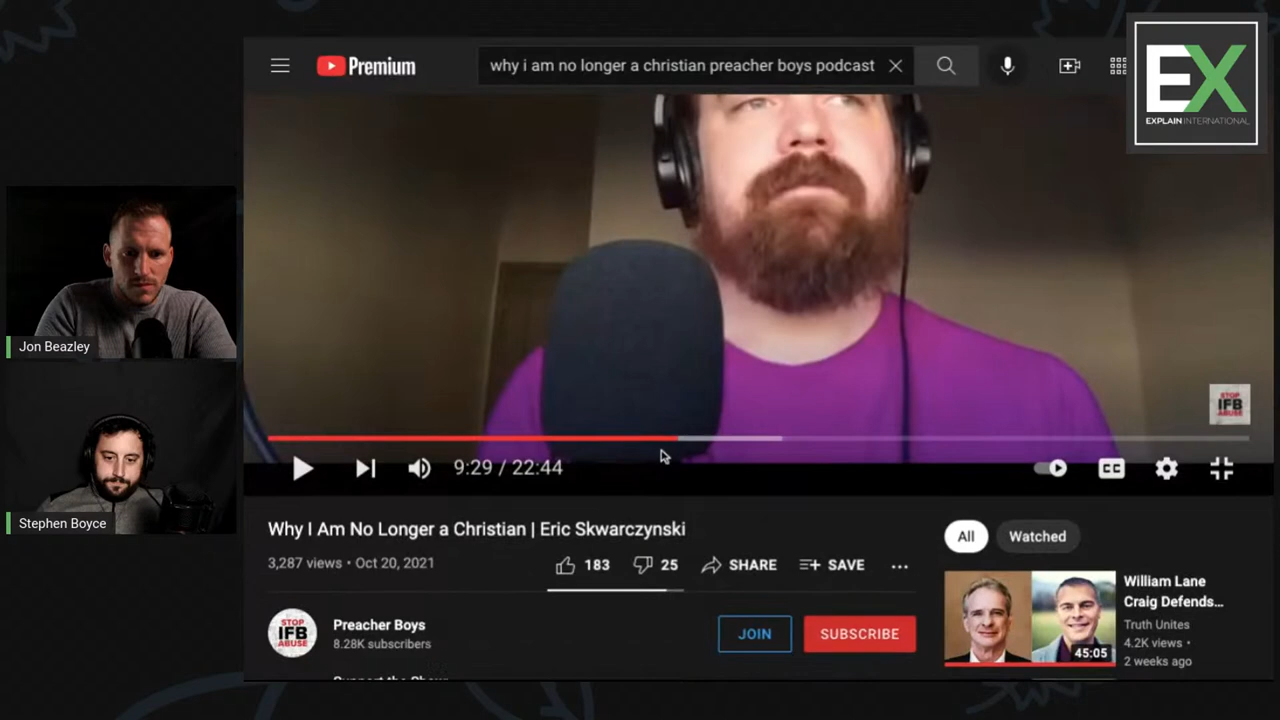 Premium
why i am no longer a christian preacher boys podcast
EX
EXPLAIN INTERNATIONAL
Jon Beazley
Stephen Boyce
STOP
IFB
ABUSE
9:29 / 22:44
CC
Why I Am No Longer a Christian | Eric Skwarczynski
3,287 views • Oct 20, 2021
183
25
SHARE
SAVE
All
Watched
STOP
IFB
ABUSE
Preacher Boys
8.28K subscribers
JOIN
SUBSCRIBE
45:05
William Lane
Craig Defends...
Truth Unites
4.2K views •
2 weeks ago